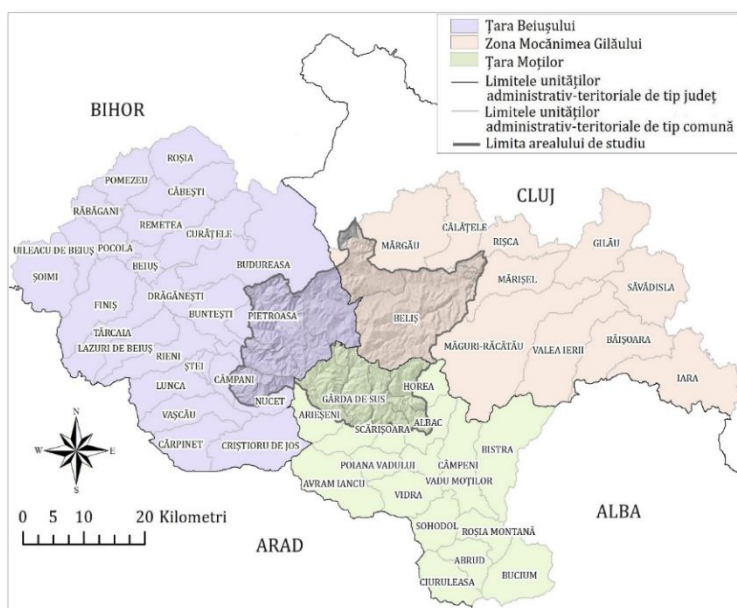 Țara Beiușului
Zona Mocănimea Gilăului
Țara Moților
Limitele unităților
administrativ-teritoriale de tip județ
Limitele unităților
administrativ-teritoriale de tip comună
Limita arealului de studiu
BIHOR
CLUJ
ROȘIA
POMEZEU
CĂBEȘTI
RĂBĂGANI
REMETEA
CURĂȚELE
UILEACU DE BEIUȘ
POCOLA
BEIUȘ
BUDUREASA
ȘOIMI
DRĂGĂNEȘTI
FINIȘ
BUNTEȘTI
PIETROASA
TĂRCAIA
LAZURI DE BEIUȘ
RIENI
ȘTEI
LUNCA
CÂMPANI
NUCET
VAȘCĂU
CĂRPINET
CRIȘTIORU DE JOS
MĂRGĂU
CĂLĂȚELE
RIȘCA
GILĂU
MĂRIȘEL
SĂVĂDISLA
BELIȘ
MĂGURI-RĂCĂTĂU
VALEA IERII
BĂIȘOARA
IARA
HOREA
GÂRDA DE SUS
ARIEȘENI
ALBAC
SCĂRIȘOARA
BISTRA
POIANA VADULUI
CÂMPENI
AVRAM IANCU
VADU MOȚILOR
VIDRA
SOHODOL
ROȘIA MONTANĂ
ABRUD
CIURULEASA
BUCIUM
ARAD
ALBA
N
W
E
S
0 5 10 20 Kilometri